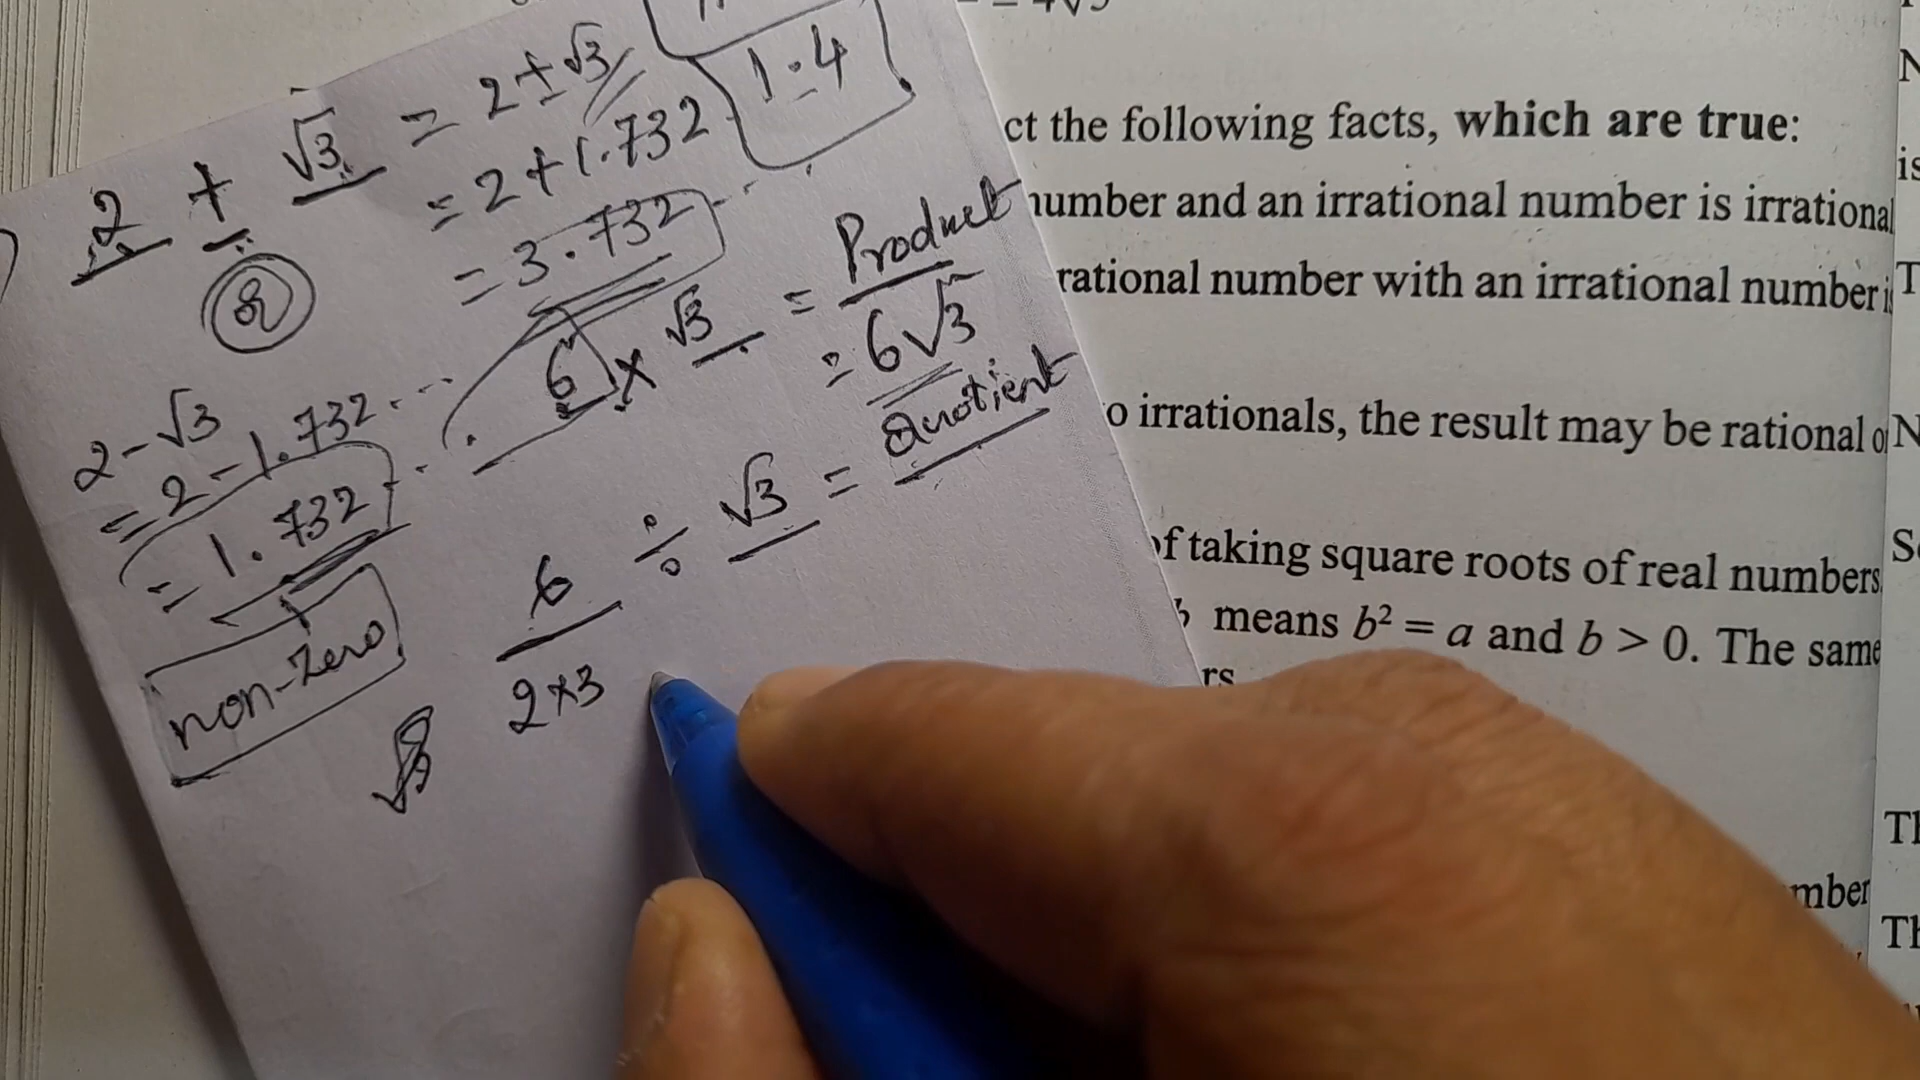 2 + √3 = 2+√3
= 2+1.732
= 3.732...
1:4
2-√3
= 2-1.732...
= 1.732...
non-Zero
6 × √3 = Product
= 6√3
6 ÷ √3 = Quotient
2×3
ct the following facts, which are true:
number and an irrational number is irrational
rational number with an irrational number
o irrationals, the result may be rational
of taking square roots of real numbers
means b² = a and b > 0. The same
rs
mber